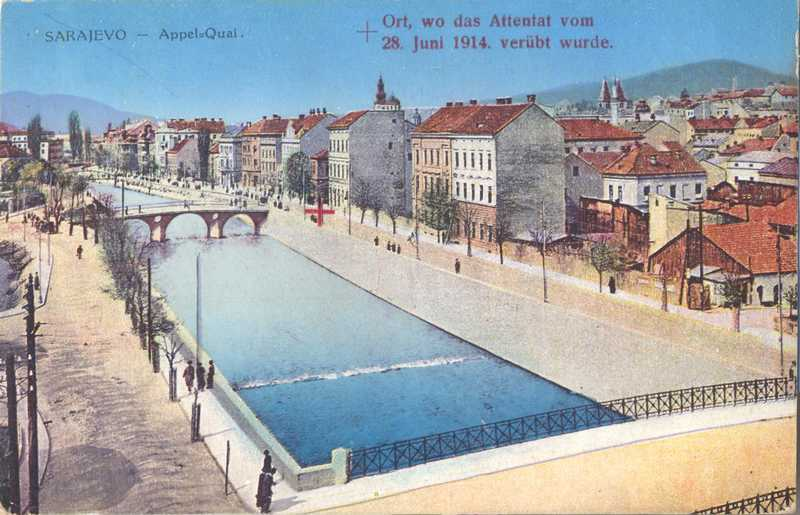 SARAJEVO – Appel=Quai.
Ort, wo das Attentat vom
28. Juni 1914. verübt wurde.